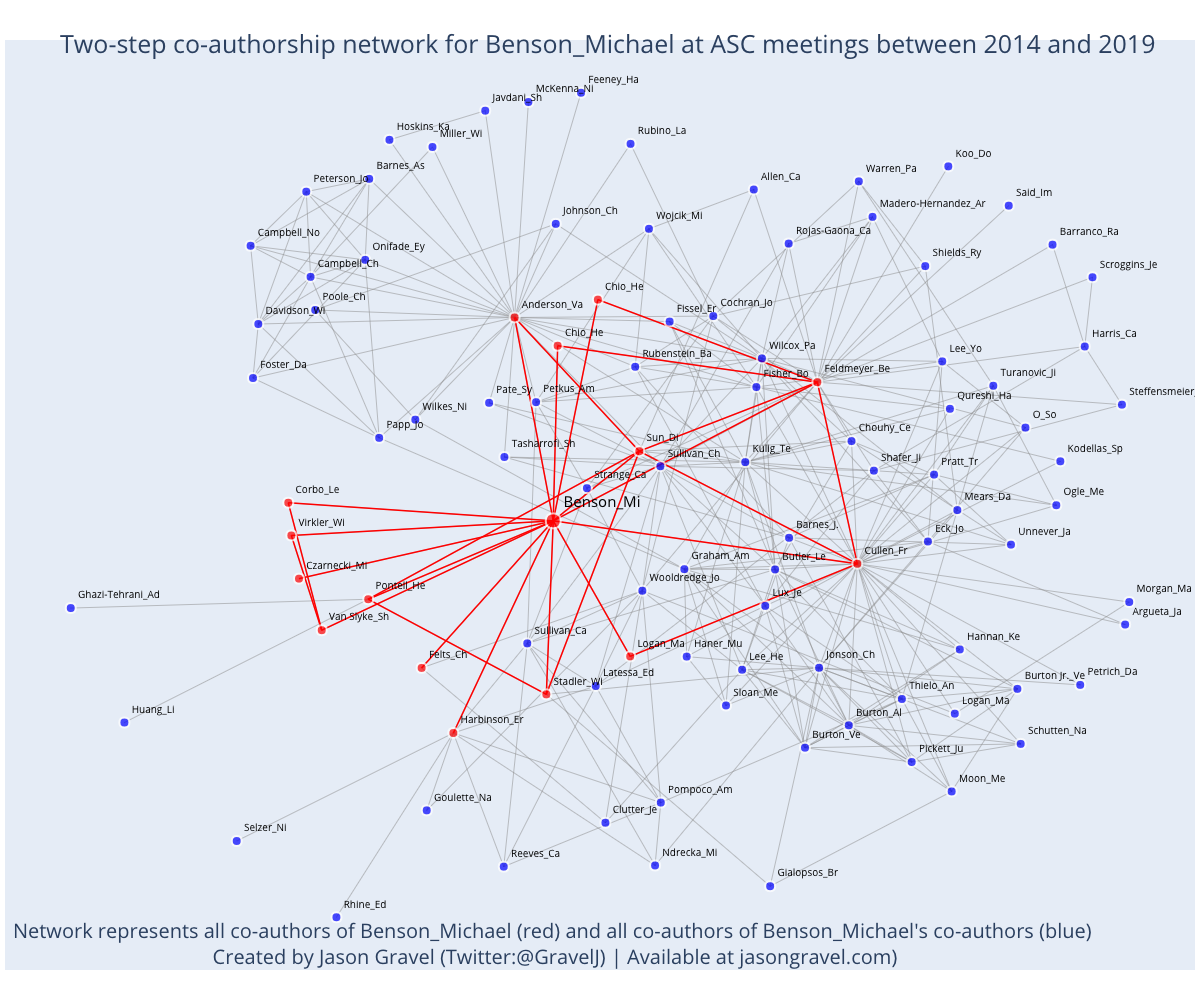 Two-step co-authorship network for Benson_Michael at ASC meetings between 2014 and 2019
Feeney_Ha
McKenna_Ni
Javdani_Sh
Hoskins_Ka
Miller_Wi
Rubino_La
Koo_Do
Barnes_As
Warren_Pa
Peterson_Jo
Allen_Ca
Said_Im
Johnson_Ch
Wojcik_Mi
Madero-Hernandez_Ar
Campbell_No
Rojas-Gaona_Ca
Barranco_Ra
Onifade_Ey
Shields_Ry
Campbell_Ch
Scroggins_Je
Chio_He
Poole_Ch
Davidson_Wi
Anderson_Va
Fissel_Er
Cochran_Jo
Chio_He
Harris_Ca
Rubenstein_Ba
Wilcox_Pa
Lee_Yo
Foster_Da
Fisher_Bo
Feldmeyer_Be
Turanovic_Ji
Pate_Sy
Petkus_Am
Qureshi_Ha
Steffensmeier_
Wilkes_Ni
O_So
Papp_Jo
Tasharrofi_Sh
Sun_Di
Chouhy_Ce
Sullivan_Ch
Kulig_Te
Shafer_Ji
Pratt_Tr
Kodellas_Sp
Strange_Ca
Corbo_Le
Benson_Mi
Mears_Da
Ogle_Me
Virkler_Wi
Barnes_J.
Eck_Jo
Unnever_Ja
Czarnecki_Mi
Graham_Am
Butler_Le
Cullen_Fr
Ghazi-Tehrani_Ad
Pontell_He
Wooldredge_Jo
Lux_Je
Morgan_Ma
Van Slyke_Sh
Argueta_Ja
Sullivan_Ca
Hannan_Ke
Felts_Ch
Logan_Ma
Haner_Mu
Lee_He
Jonson_Ch
Stadler_Wi
Latessa_Ed
Burton Jr._Ve
Petrich_Da
Huang_Li
Sloan_Me
Thielo_An
Logan_Ma
Harbinson_Er
Burton_Al
Burton_Ve
Schutten_Na
Pickett_Ju
Moon_Me
Goulette_Na
Clutter_Je
Pompoco_Am
Selzer_Ni
Reeves_Ca
Ndrecka_Mi
Gialopsos_Br
Rhine_Ed
Network represents all co-authors of Benson_Michael (red) and all co-authors of Benson_Michael's co-authors (blue)
Created by Jason Gravel (Twitter:@GravelJ) | Available at jasongravel.com)